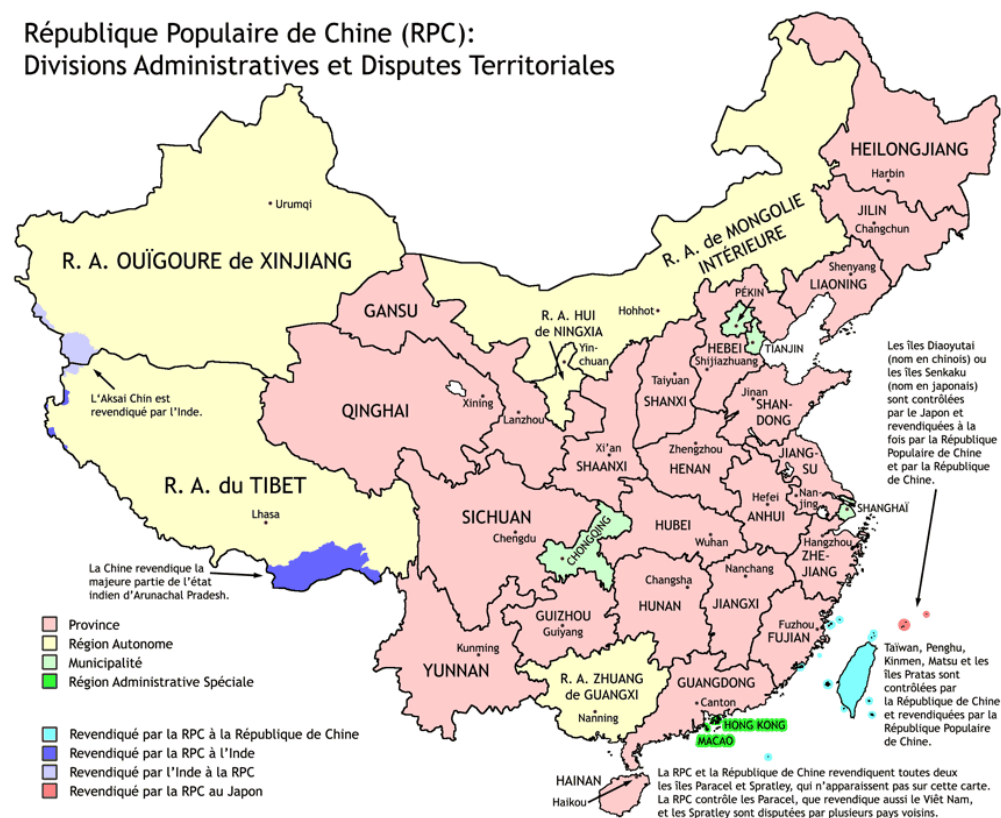 République Populaire de Chine (RPC):
Divisions Administratives et Disputes Territoriales
HEILONGJIANG
Harbin
JILIN
Changchun
Urumqi
R. A. de MONGOLIE
INTÉRIEURE
R. A. OUÏGOURE de XINJIANG
Shenyang
LIAONING
PÉKIN
GANSU
Hohhot
R. A. HUI
de NINGXIA
Yin-
chuan
HEBEI
TIANJIN
Shijiazhuang
Les îles Diaoyutai
(nom en chinois) ou
les îles Senkaku
(nom en japonais)
sont contrôlées
par le Japon et
revendiquées à la
fois par la République
Populaire de Chine
et par la République
de Chine.
L'Aksai Chin est
revendiqué par l'Inde.
Taiyuan
SHANXI
Jinan
SHAN-
DONG
QINGHAI
Xining
Lanzhou
Xi'an
SHAANXI
Zhengzhou
HENAN
JIANG-
SU
R. A. du TIBET
Lhasa
Hefei
ANHUI
Nan-
jing
SHANGHAÏ
SICHUAN
Chengdu
CHONGQING
HUBEI
Wuhan
Hangzhou
ZHE-
JIANG
La Chine revendique la
majeure partie de l'état
indien d'Arunachal Pradesh.
Changsha
HUNAN
Nanchang
JIANGXI
GUIZHOU
Guiyang
Fuzhou
FUJIAN
Kunming
YUNNAN
R. A. ZHUANG
de GUANGXI
Nanning
GUANGDONG
Canton
HONG KONG
MACAO
Taïwan, Penghu,
Kinmen, Matsu et les
îles Pratas sont
contrôlées par
la République de Chine
et revendiquées par la
République Populaire
de Chine.
Province
Région Autonome
Municipalité
Région Administrative Spéciale
Revendiqué par la RPC à la République de Chine
Revendiqué par la RPC à l'Inde
Revendiqué par l'Inde à la RPC
Revendiqué par la RPC au Japon
HAINAN
Haikou
La RPC et la République de Chine revendiquent toutes deux
les îles Paracel et Spratley, qui n'apparaissent pas sur cette carte.
La RPC contrôle les Paracel, que revendique aussi le Viêt Nam,
et les Spratley sont disputées par plusieurs pays voisins.